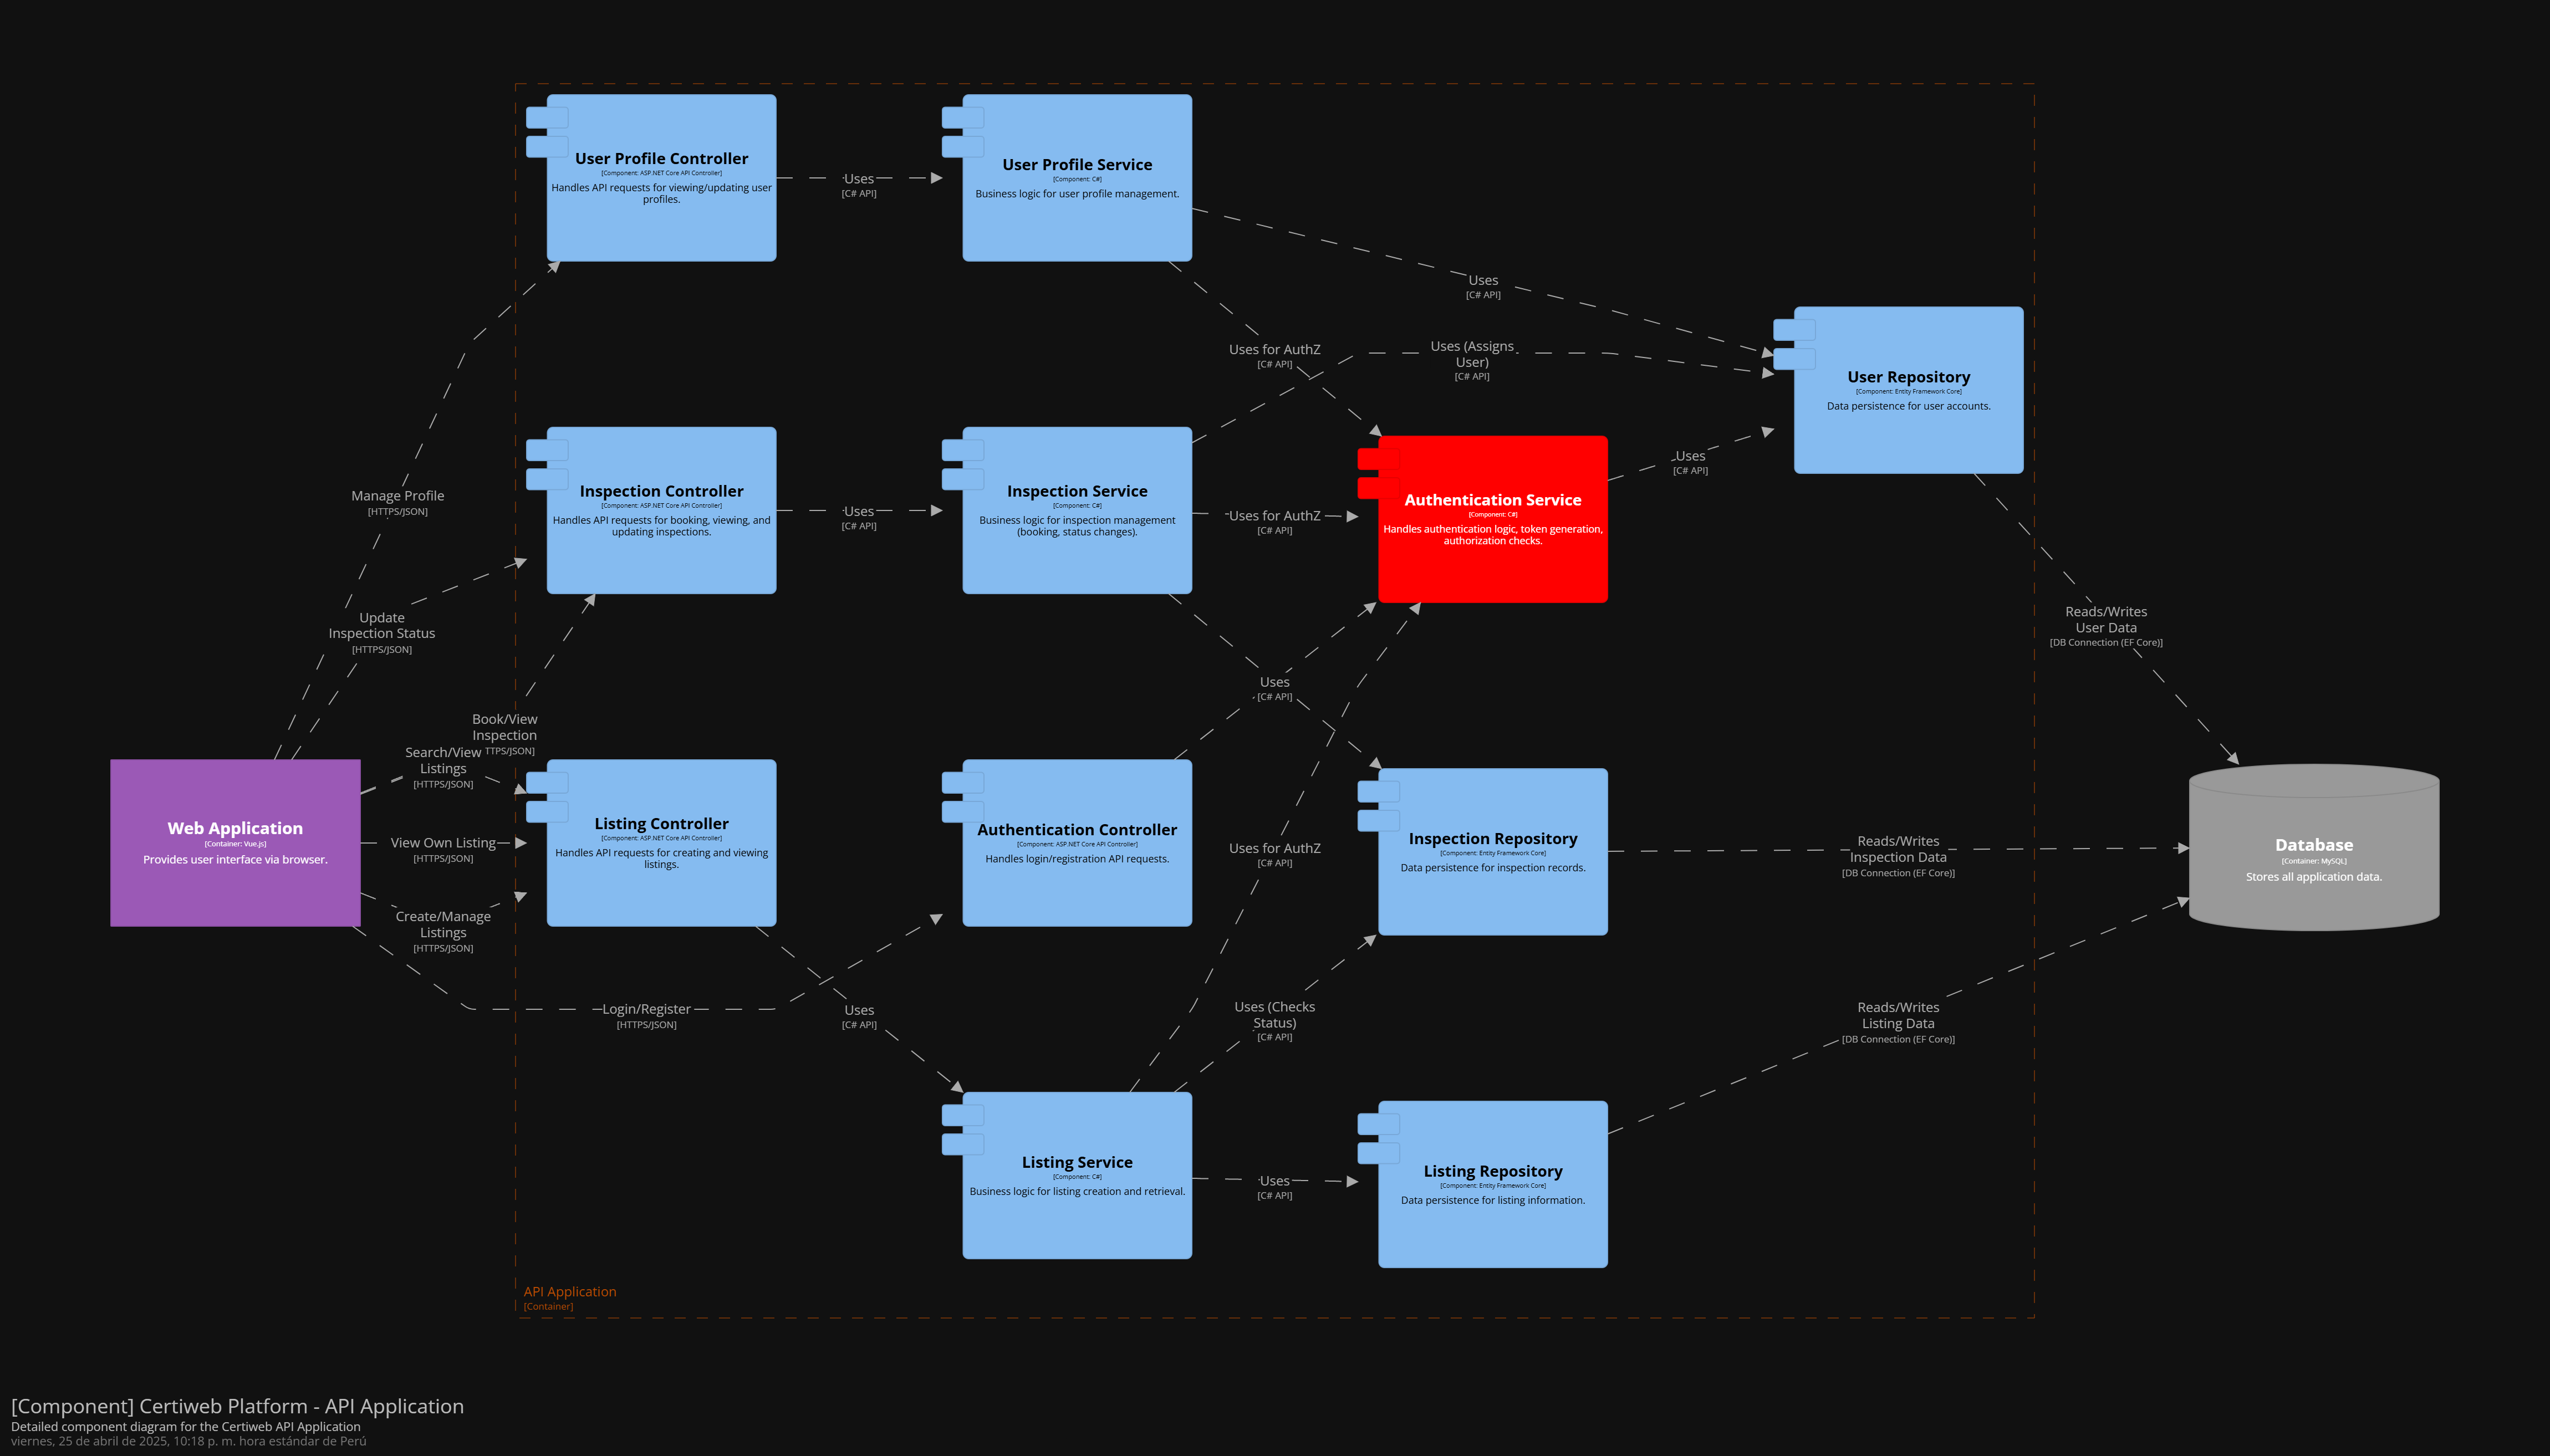 User Profile Controller
[Component: ASP.NET Core API Controller]
Handles API requests for viewing/updating user
profiles.
Uses
[C# API]
User Profile Service
[Component: C#]
Business logic for user profile management.
Uses
[C# API]
Uses for AuthZ
[C# API]
Uses (Assigns
User)
[C# API]
User Repository
[Component: Entity Framework Core]
Data persistence for user accounts.
Manage Profile
[HTTPS/JSON]
Inspection Controller
[Component: ASP.NET Core API Controller]
Handles API requests for booking, viewing, and
updating inspections.
Uses
[C# API]
Inspection Service
[Component: C#]
Business logic for inspection management
(booking, status changes).
Uses for AuthZ
[C# API]
Authentication Service
[Component: C#]
Handles authentication logic, token generation,
authorization checks.
Uses
[C# API]
Update
Inspection Status
[HTTPS/JSON]
Reads/Writes
User Data
[DB Connection (EF Core)]
Uses
[C# API]
Book/View
Inspection
TTPS/JSON]
Search/View
Listings
[HTTPS/JSON]
Web Application
[Container: Vue.js]
Provides user interface via browser.
View Own Listing
[HTTPS/JSON]
Create/Manage
Listings
[HTTPS/JSON]
Listing Controller
[Component: ASP.NET Core API Controller]
Handles API requests for creating and viewing
listings.
Authentication Controller
[Component: ASP.NET Core API Controller]
Handles login/registration API requests.
Uses for AuthZ
[C# API]
Inspection Repository
[Component: Entity Framework Core]
Data persistence for inspection records.
Reads/Writes
Inspection Data
[DB Connection (EF Core)]
Database
[Container: MySQL]
Stores all application data.
Login/Register
[HTTPS/JSON]
Uses
[C# API]
Uses (Checks
Status)
[C# API]
Reads/Writes
Listing Data
[DB Connection (EF Core)]
Listing Service
[Component: C#]
Business logic for listing creation and retrieval.
Uses
[C# API]
Listing Repository
[Component: Entity Framework Core]
Data persistence for listing information.
API Application
[Container]
[Component] Certiweb Platform - API Application
Detailed component diagram for the Certiweb API Application
viernes, 25 de abril de 2025, 10:18 p. m. hora estándar de Perú